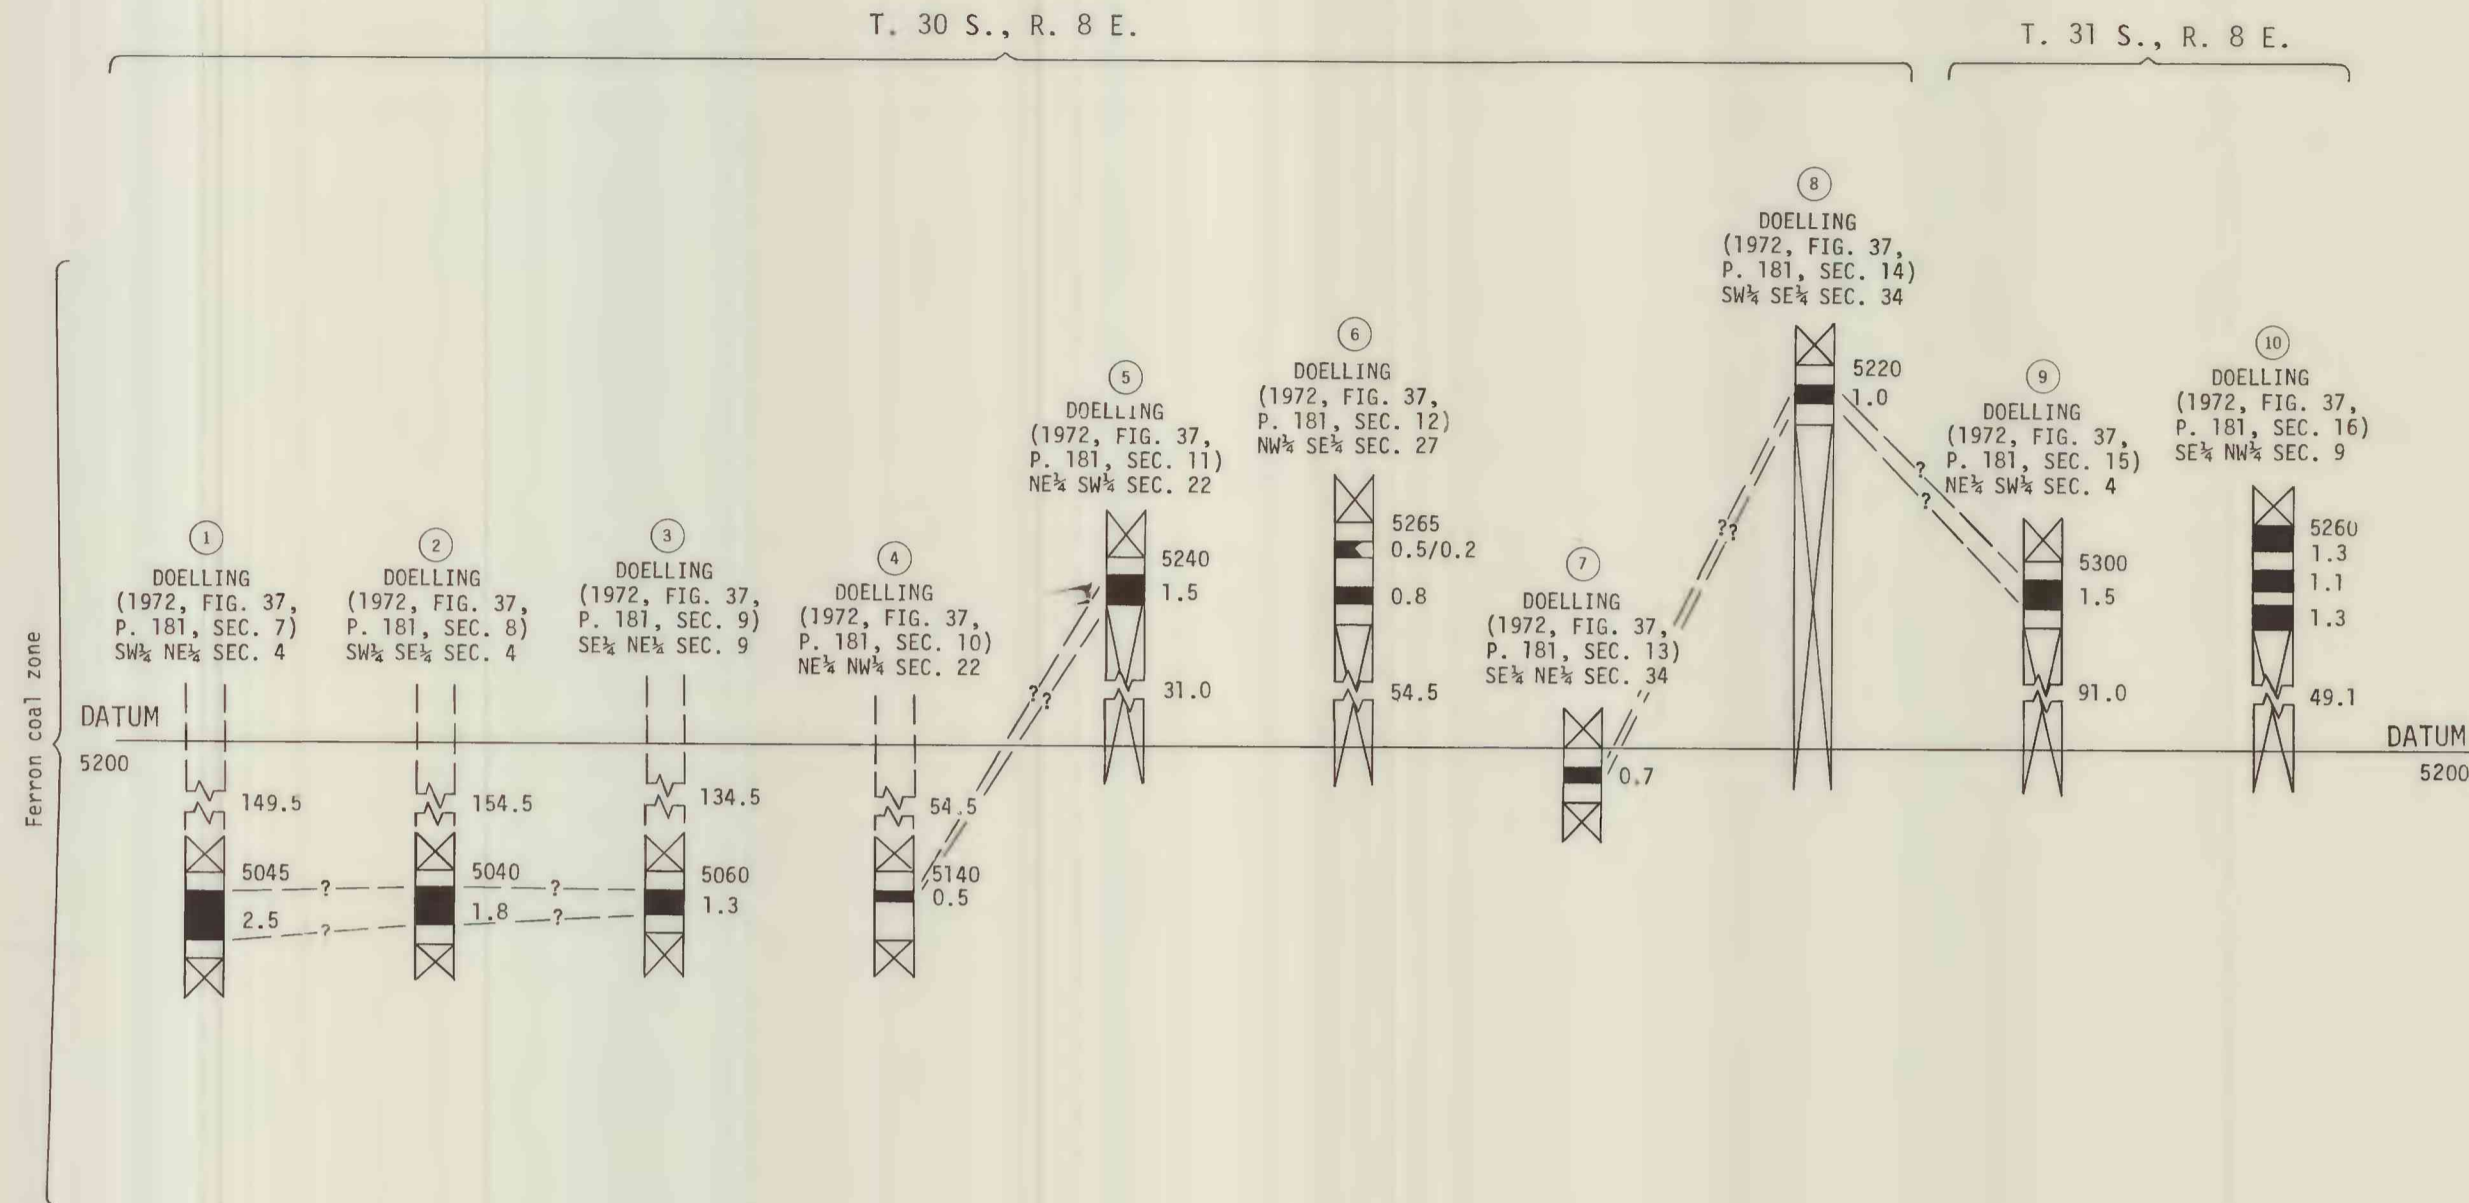 T. 30 S., R. 8 E.
T. 31 S., R. 8 E.
Ferron coal zone
DATUM
5200
1
DOELLING
(1972, FIG. 37,
P. 181, SEC. 7)
SW¼ NE¼ SEC. 4
149.5
5045
2.5
?
?
2
DOELLING
(1972, FIG. 37,
P. 181, SEC. 8)
SW¼ SE¼ SEC. 4
154.5
5040
1.8
?
?
3
DOELLING
(1972, FIG. 37,
P. 181, SEC. 9)
SE¼ NE¼ SEC. 9
134.5
5060
1.3
4
DOELLING
(1972, FIG. 37,
P. 181, SEC. 10)
NE¼ NW¼ SEC. 22
54.5
5140
0.5
?
?
5
DOELLING
(1972, FIG. 37,
P. 181, SEC. 11)
NE¼ SW¼ SEC. 22
5240
1.5
31.0
6
DOELLING
(1972, FIG. 37,
P. 181, SEC. 12)
NW¼ SE¼ SEC. 27
5265
0.5/0.2
0.8
54.5
7
DOELLING
(1972, FIG. 37,
P. 181, SEC. 13)
SE¼ NE¼ SEC. 34
0.7
?
?
8
DOELLING
(1972, FIG. 37,
P. 181, SEC. 14)
SW¼ SE¼ SEC. 34
5220
1.0
?
?
9
DOELLING
(1972, FIG. 37,
P. 181, SEC. 15)
NE¼ SW¼ SEC. 4
5300
1.5
91.0
10
DOELLING
(1972, FIG. 37,
P. 181, SEC. 16)
SE¼ NW¼ SEC. 9
5260
1.3
1.1
1.3
49.1
DATUM
5200